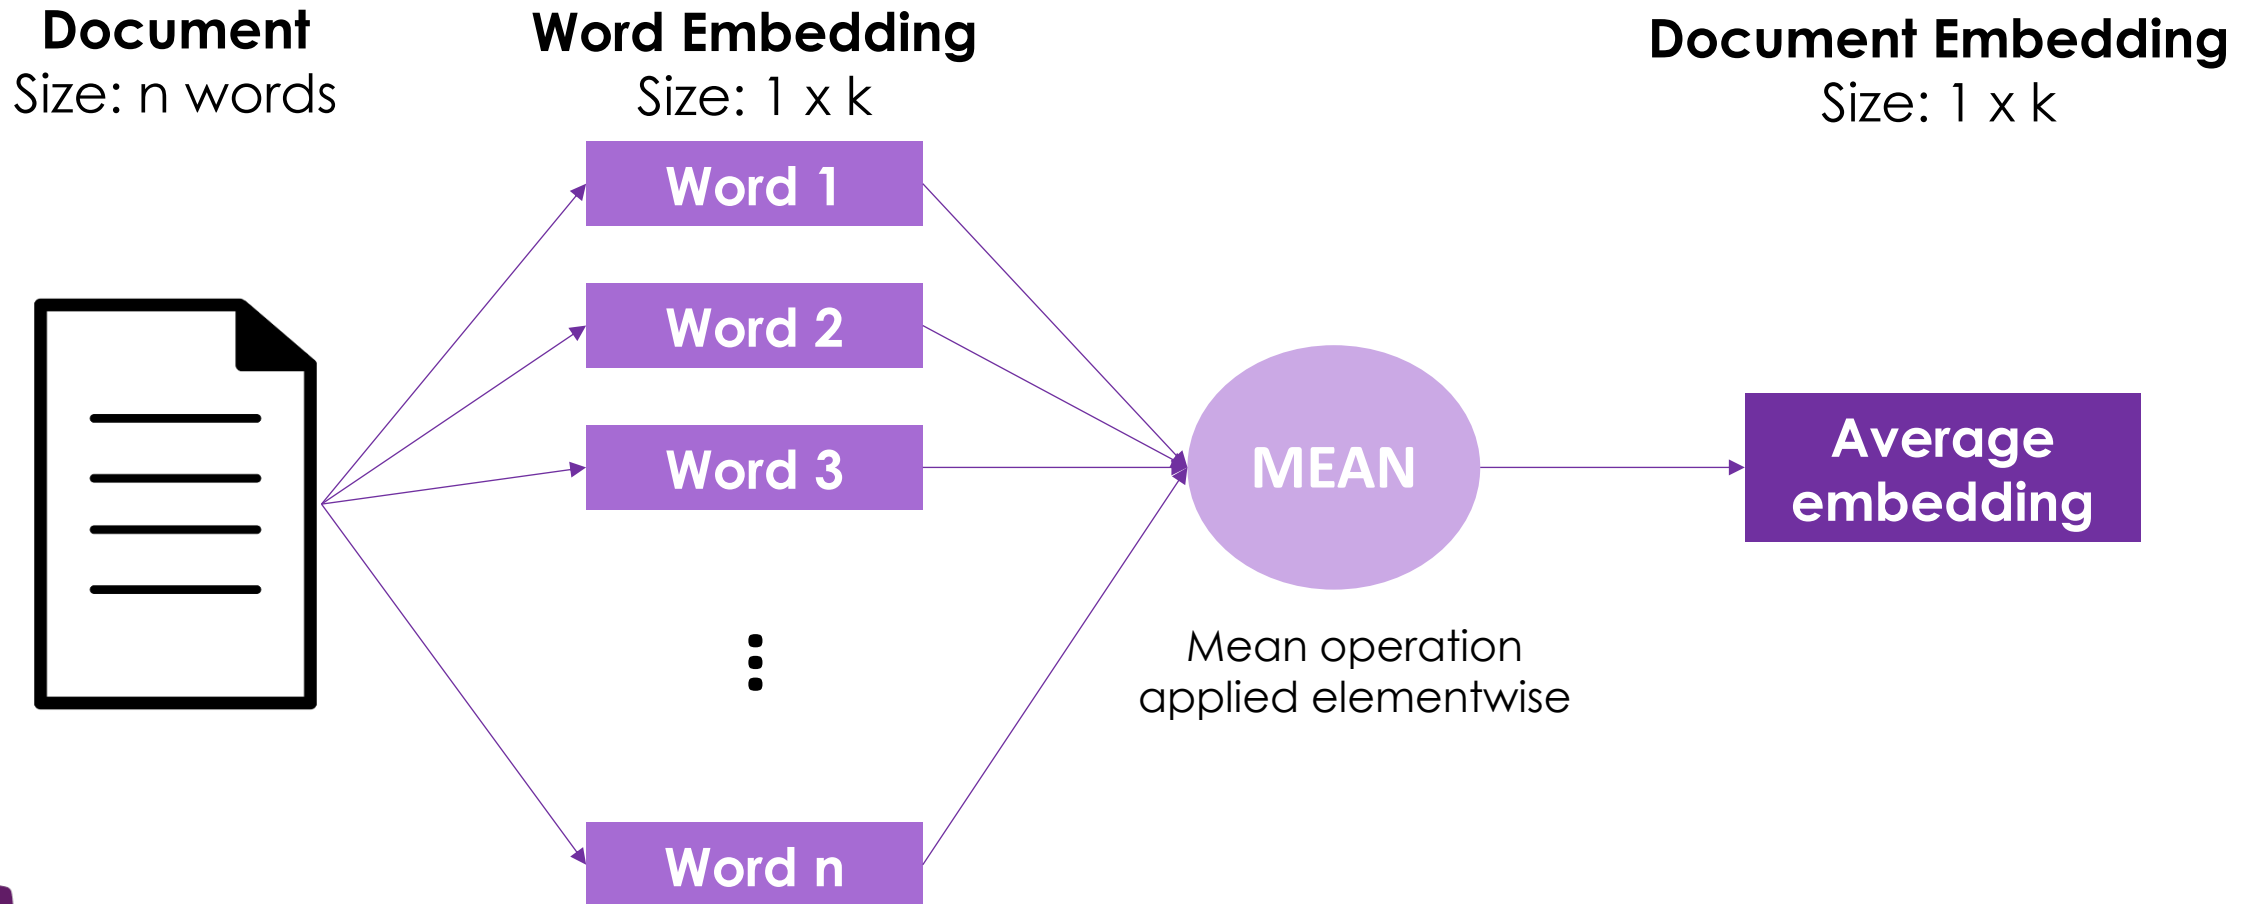 Document
Size: n words
Word Embedding
Size: 1 x k
Document Embedding
Size: 1 x k
Word 1
Word 2
Word 3
Word n
MEAN
Mean operation
applied elementwise
Average
embedding